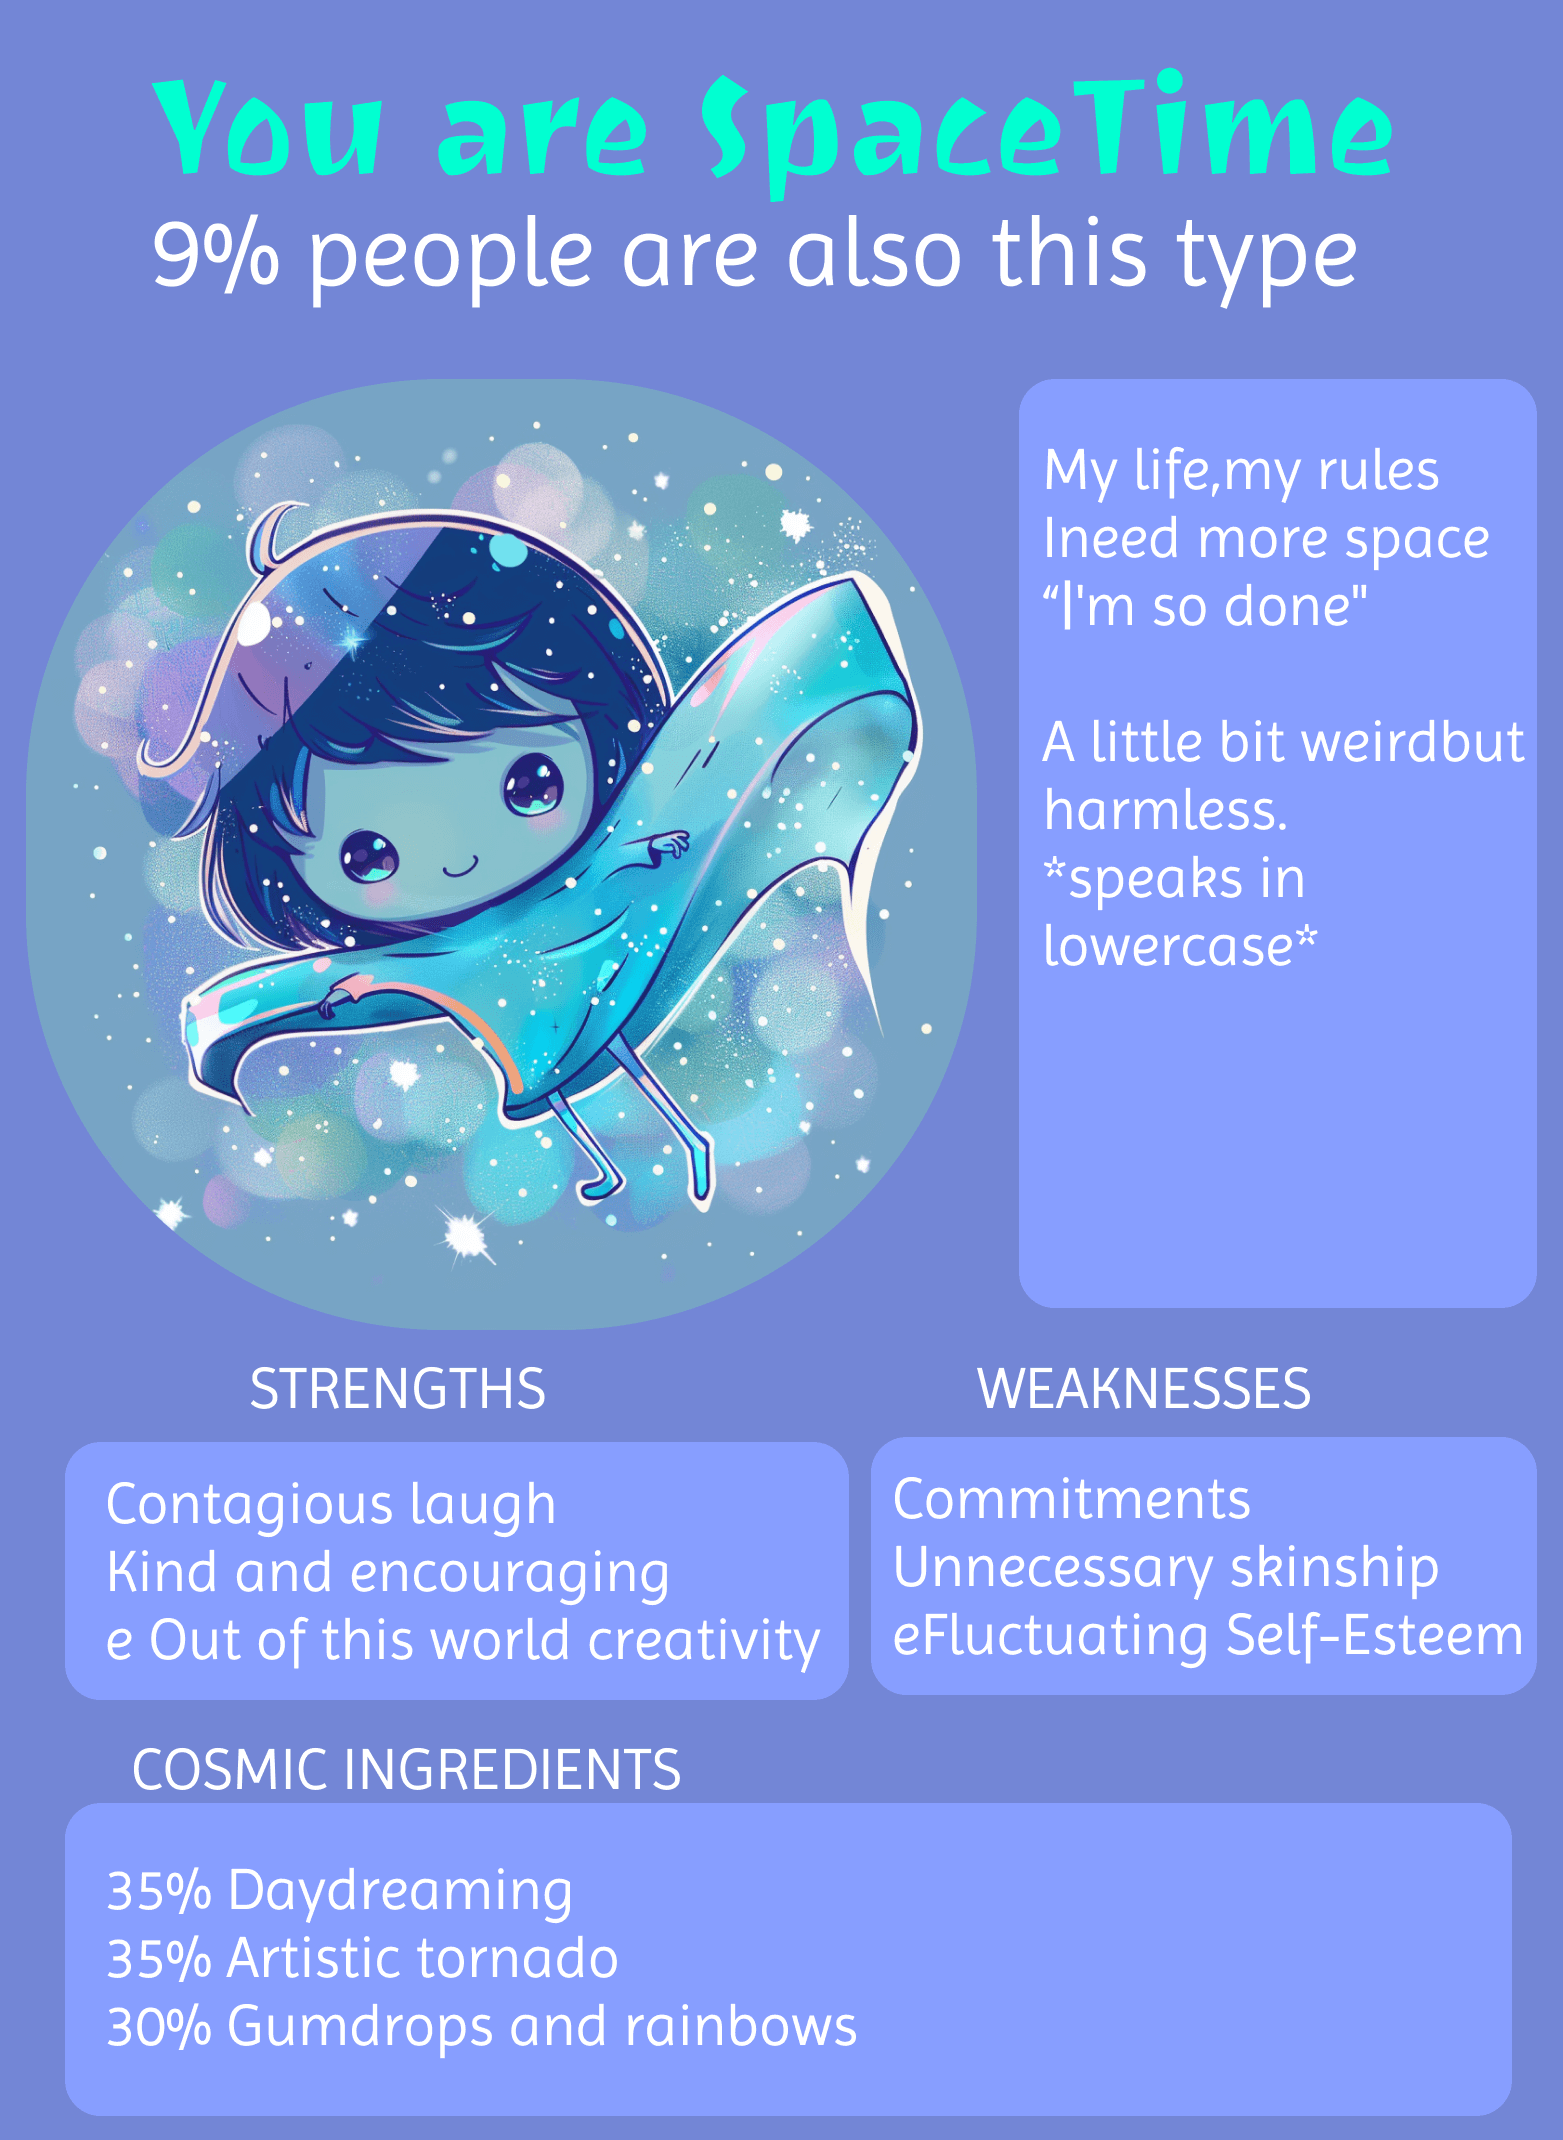 You are SpaceTime
9% people are also this type
My life,my rules
Ineed more space
“|'m so done"
A little bit weirdbut
harmless.
*speaks in
lowercase*
STRENGTHS
Contagious laugh
Kind and encouraging
e Out of this world creativity
WEAKNESSES
Commitments
Unnecessary skinship
eFluctuating Self-Esteem
COSMIC INGREDIENTS
35% Daydreaming
35% Artistic tornado
30% Gumdrops and rainbows